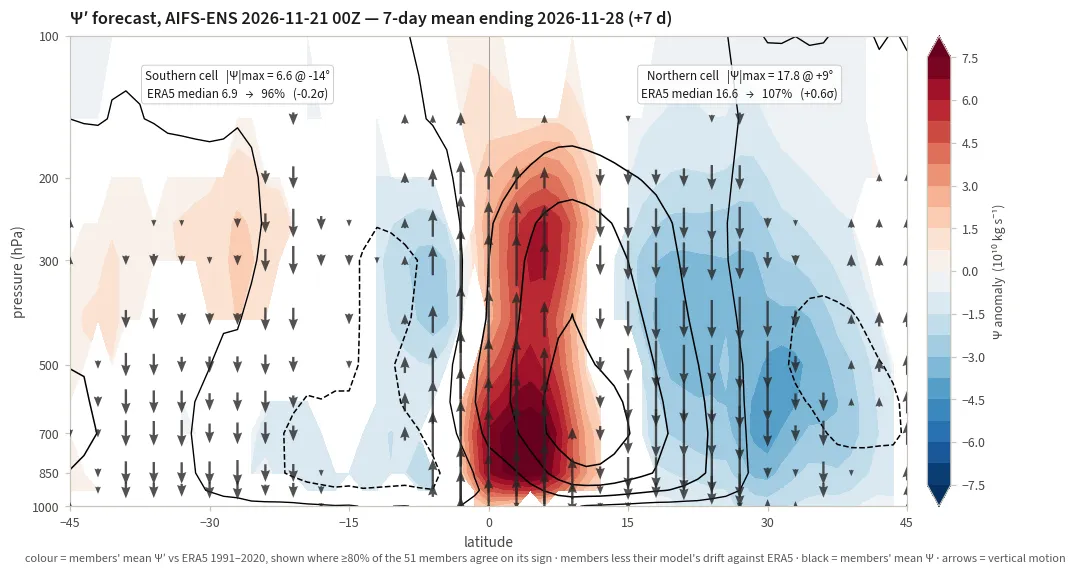 Ψ′ forecast, AIFS-ENS 2026-11-21 00Z — 7-day mean ending 2026-11-28 (+7 d)
Southern cell |Ψ|max = 6.6 @ -14°
ERA5 median 6.9 → 96% (-0.2σ)
Northern cell |Ψ|max = 17.8 @ +9°
ERA5 median 16.6 → 107% (+0.6σ)
pressure (hPa)
100
200
300
400
500
700
850
1000
−45
−30
−15
0
15
30
45
latitude
7.5
6.0
4.5
3.0
1.5
0.0
−1.5
−3.0
−4.5
−6.0
−7.5
Ψ anomaly (10¹⁰ kg s⁻¹)
colour = members' mean Ψ′ vs ERA5 1991–2020, shown where ≥80% of the 51 members agree on its sign · members less their model's drift against ERA5 · black = members' mean Ψ · arrows = vertical motion